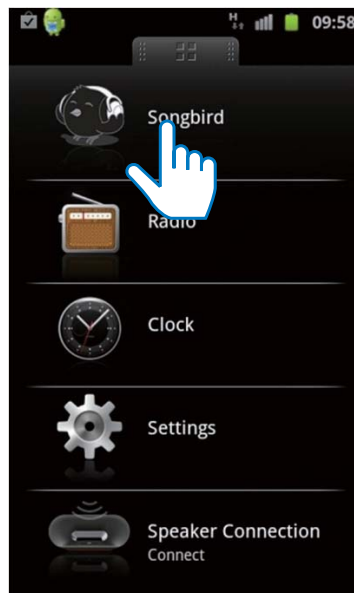 H 09:58
Songbird
Radio
Clock
Settings
Speaker Connection
Connect